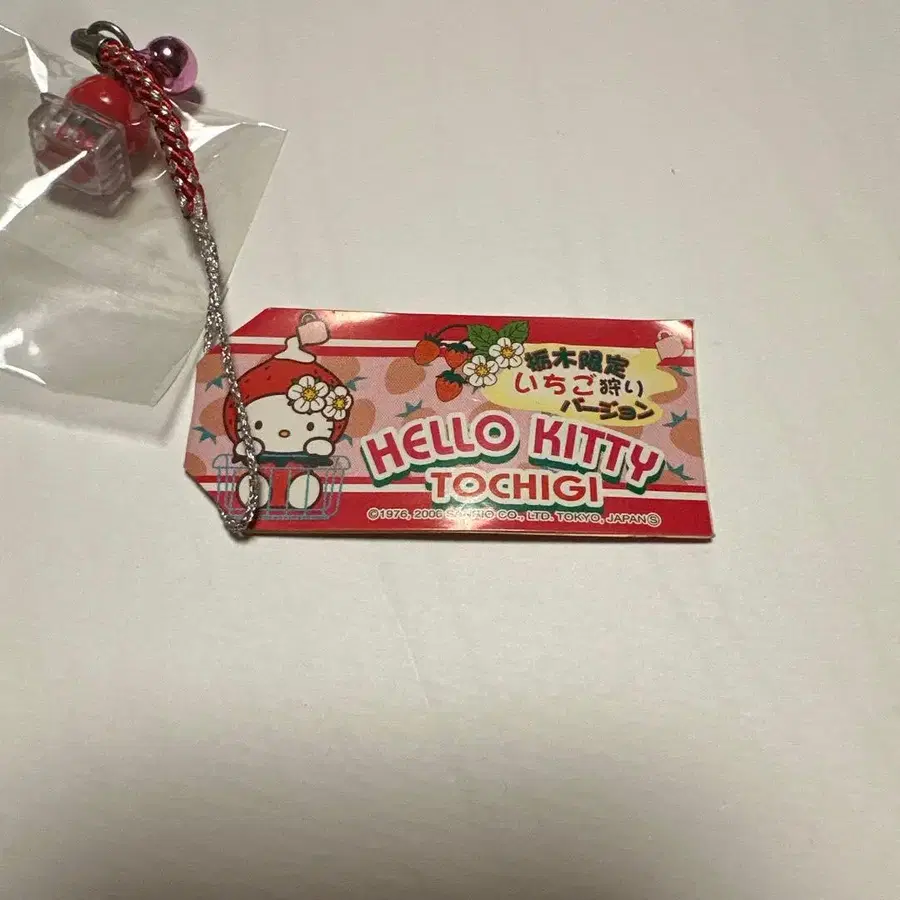 栃木限定
いちご狩り
バージョン
HELLO KITTY
TOCHIGI
©1976, 2006 SANRIO CO., LTD. TOKYO, JAPAN Ⓢ